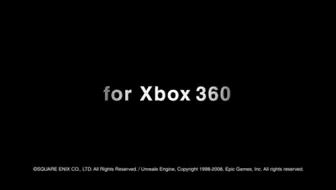 for Xbox 360
©SQUARE ENIX CO., LTD. All Rights Reserved. / Unreale Engine, Copyright 1998-2008, Epic Games, Inc. All rights reserved.